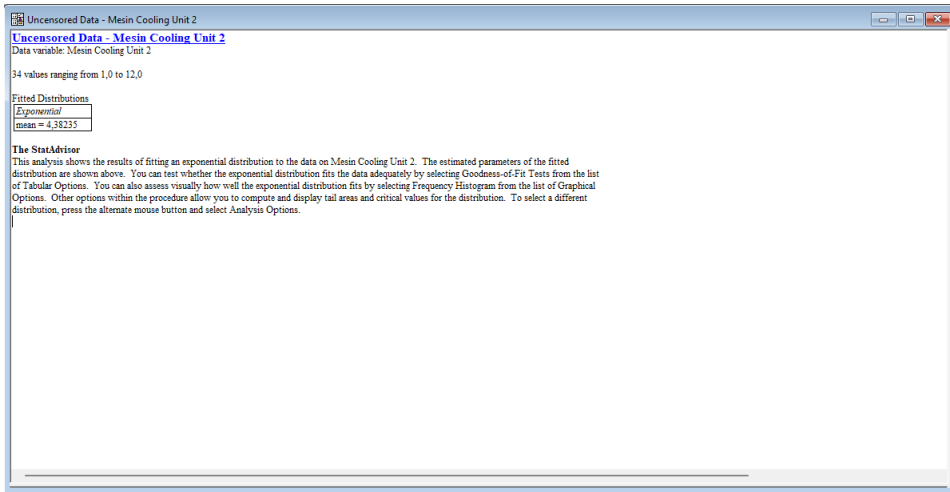 Uncensored Data - Mesin Cooling Unit 2
Uncensored Data - Mesin Cooling Unit 2
Data variable: Mesin Cooling Unit 2
34 values ranging from 1,0 to 12,0
Fitted Distributions
Exponential
mean = 4,38235
The StatAdvisor
This analysis shows the results of fitting an exponential distribution to the data on Mesin Cooling Unit 2.  The estimated parameters of the fitted
distribution are shown above.  You can test whether the exponential distribution fits the data adequately by selecting Goodness-of-Fit Tests from the list
of Tabular Options.  You can also assess visually how well the exponential distribution fits by selecting Frequency Histogram from the list of Graphical
Options.  Other options within the procedure allow you to compute and display tail areas and critical values for the distribution.  To select a different
distribution, press the alternate mouse button and select Analysis Options.